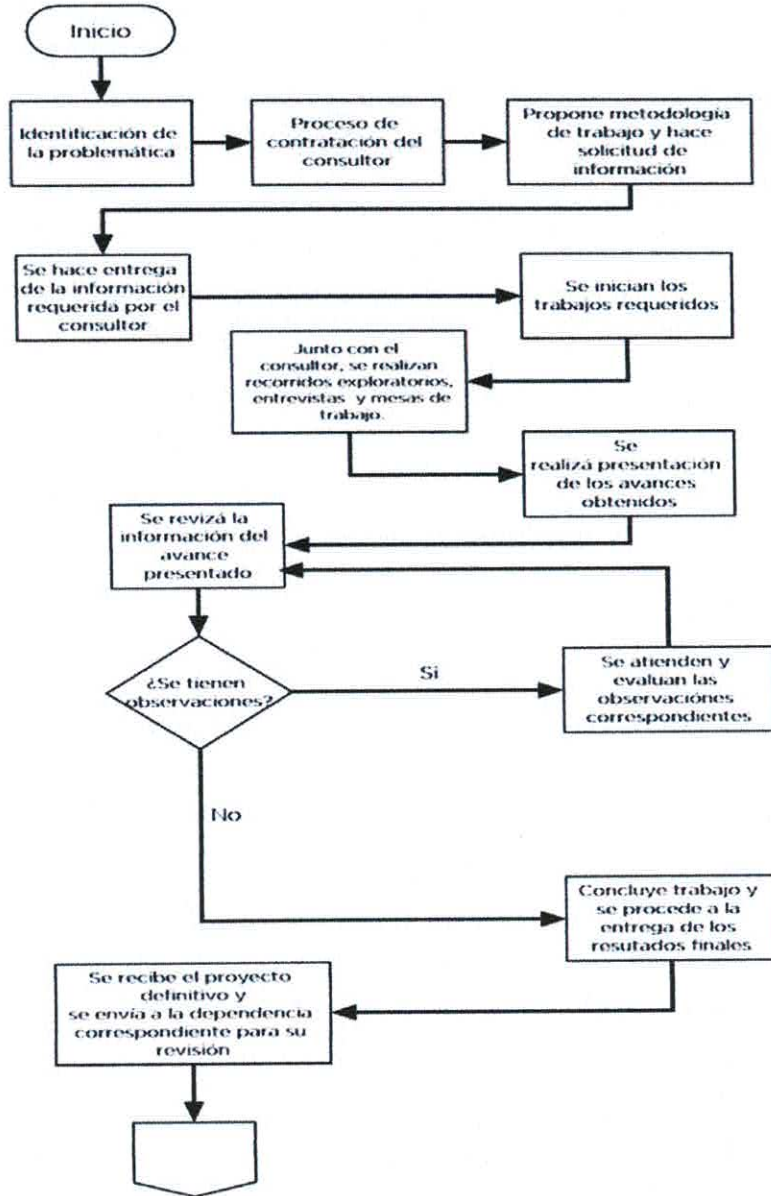 Inicio
Identificación de
la problemática
Proceso de
contratación del
consultor
Propone metodología
de trabajo y hace
solicitud de
información
Se hace entrega
de la información
requerida por el
consultor
Se inician los
trabajos requeridos
Junto con el
consultor, se realizan
recorridos exploratorios,
entrevistas y mesas de
trabajo.
Se
realizá presentación
de los avances
obtenidos
Se revizá la
información del
avance
presentado
¿Se tienen
observaciones?
Si
Se atienden y
evaluan las
observaciónes
correspondientes
No
Concluye trabajo y
se procede a la
entrega de los
resutados finales
Se recibe el proyecto
definitivo y
se envía a la dependencia
correspondiente para su
revisión